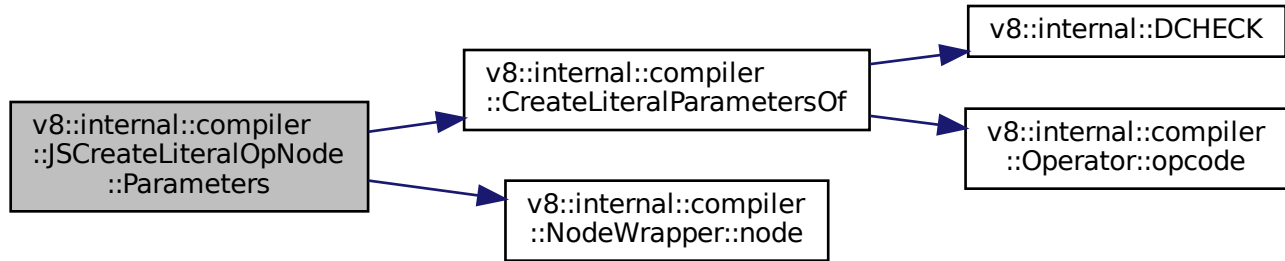 v8::internal::compiler
::JSCreateLiteralOpNode
::Parameters
v8::internal::compiler
::CreateLiteralParametersOf
v8::internal::DCHECK
v8::internal::compiler
::Operator::opcode
v8::internal::compiler
::NodeWrapper::node